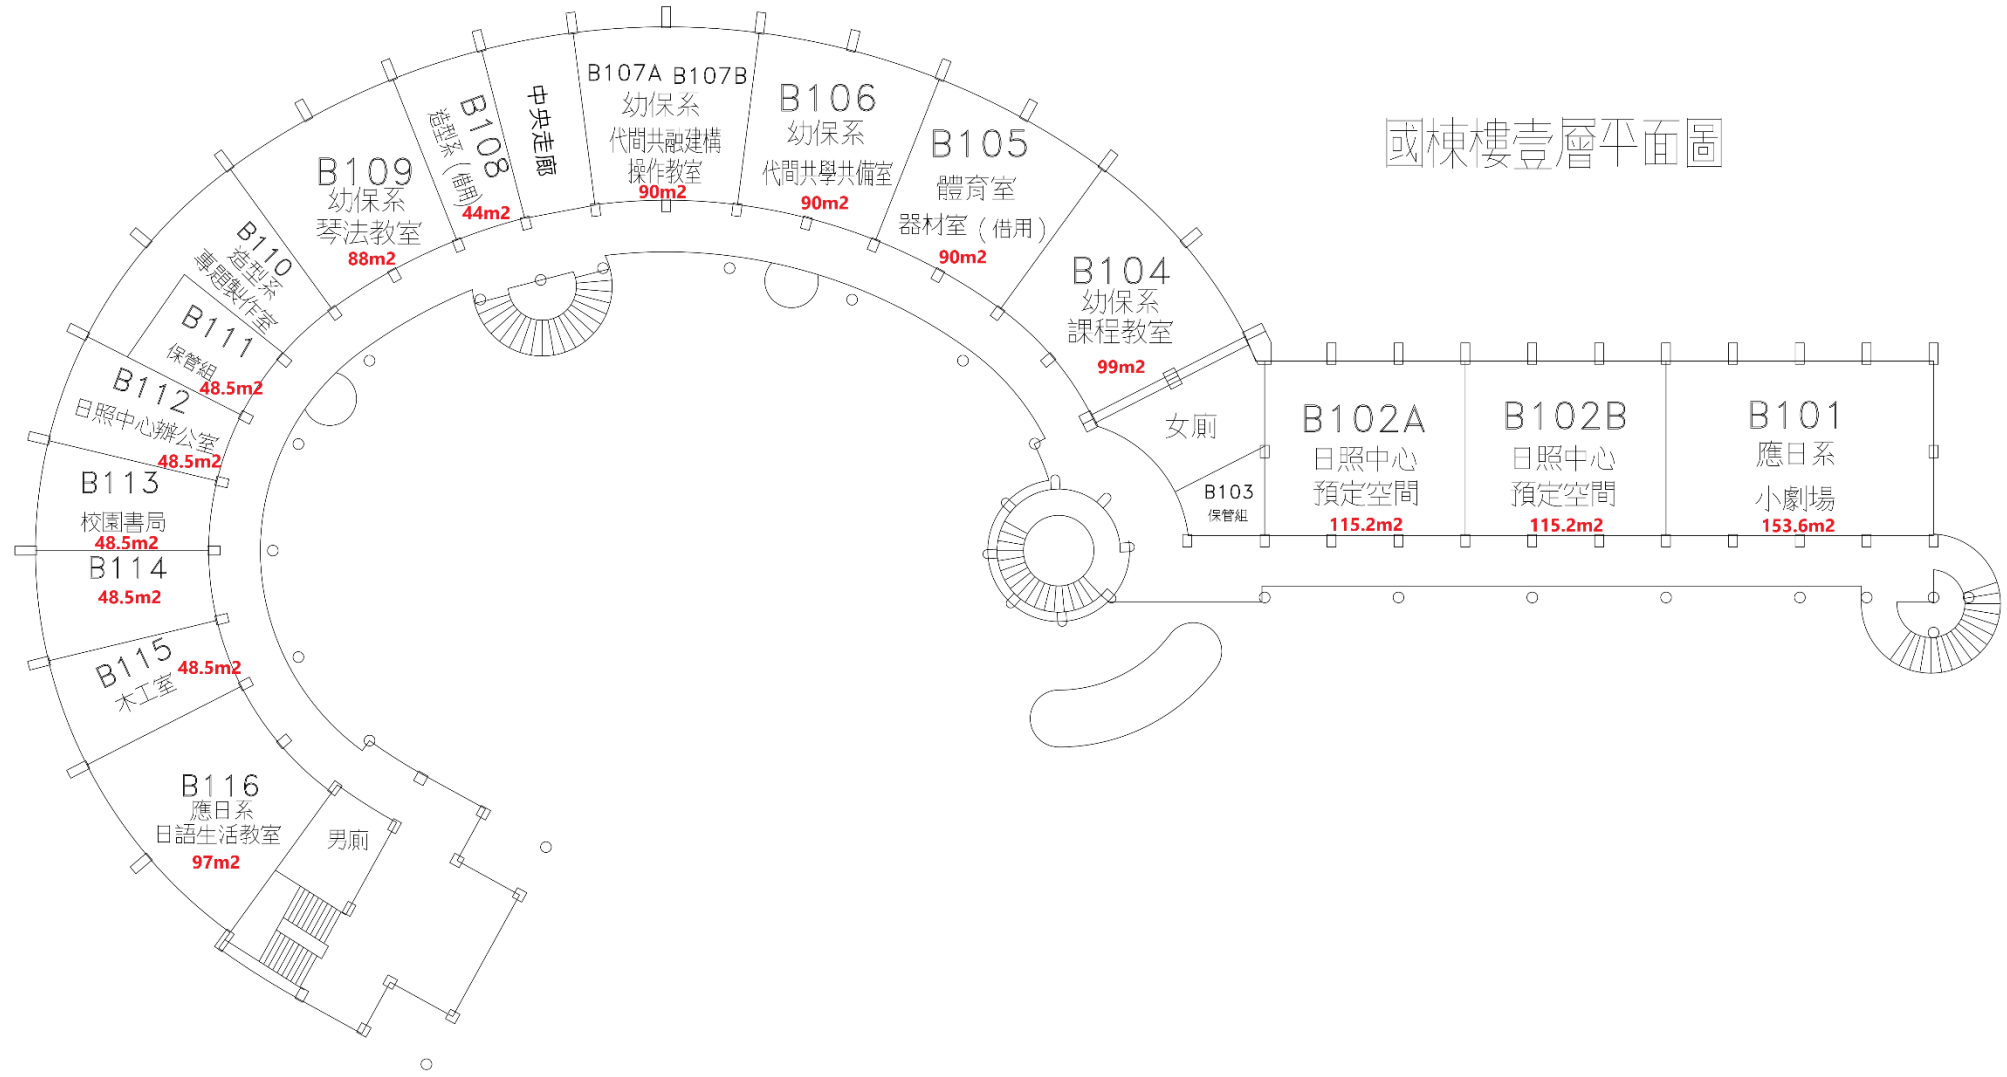 國棟樓壹層平面圖
B101
應日系
小劇場
153.6m2
B102B
日照中心
預定空間
115.2m2
B102A
日照中心
預定空間
115.2m2
B103
保管組
女廁
B104
幼保系
課程教室
99m2
B105
體育室
器材室(借用)
90m2
B106
幼保系
代間共學共備室
90m2
B107A B107B
幼保系
代間共融建構
操作教室
90m2
中央走廊
B108
造型系(借用)
44m2
B109
幼保系
琴法教室
88m2
B110
造型系
專題製作室
B111
保管組
48.5m2
B112
日照中心辦公室
48.5m2
B113
校園書局
48.5m2
B114
48.5m2
B115
木工室
48.5m2
B116
應日系
日語生活教室
97m2
男廁